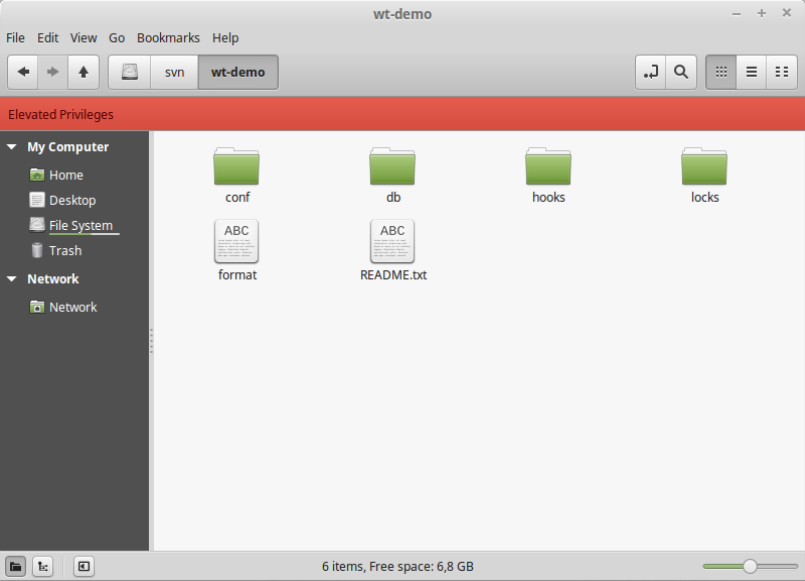 wt-demo
File Edit View Go Bookmarks Help
svn wt-demo
Elevated Privileges
My Computer
Home
Desktop
File System
Trash
Network
Network
conf db hooks locks
ABC ABC
format README.txt
6 items, Free space: 6,8 GB